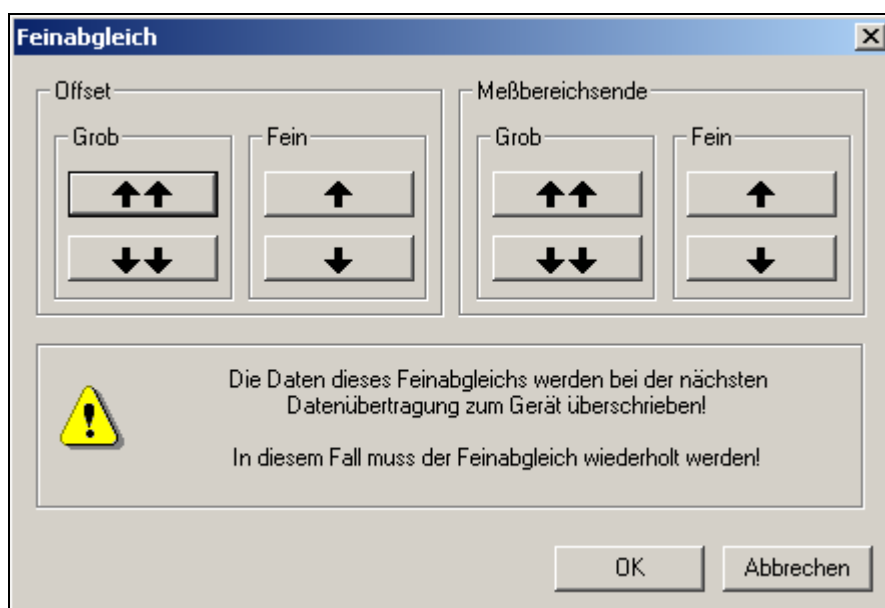 Feinabgleich
Offset
Grob
Fein
Meßbereichsende
Grob
Fein
Die Daten dieses Feinabgleichs werden bei der nächsten
Datenübertragung zum Gerät überschrieben!
In diesem Fall muss der Feinabgleich wiederholt werden!
OK
Abbrechen